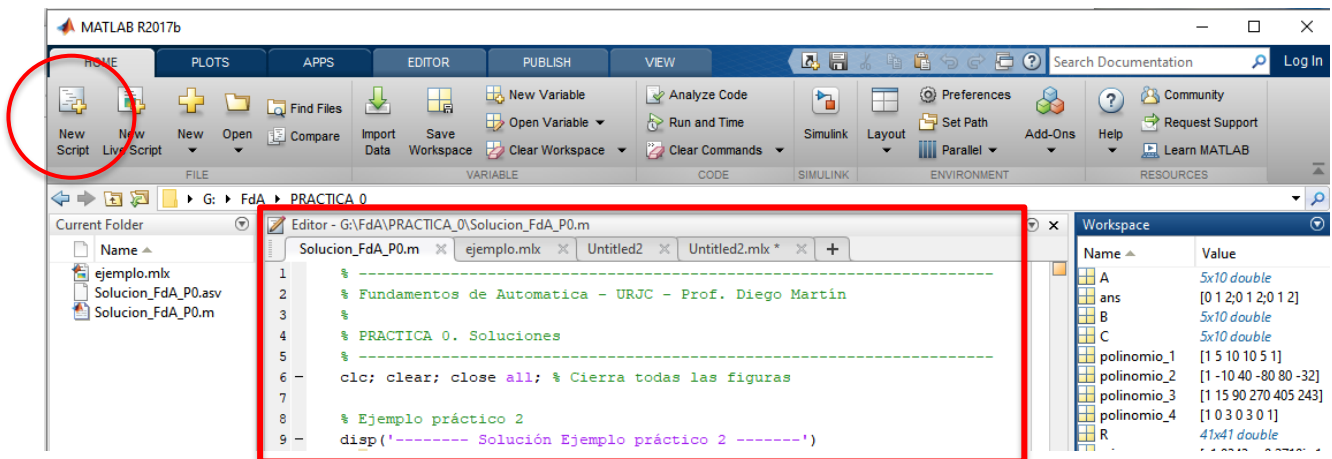 MATLAB R2017b
HOME PLOTS APPS EDITOR PUBLISH VIEW Search Documentation Log In
New Script
New Live Script
New
Open
Find Files
Compare
Import Data
Save Workspace
New Variable
Open Variable
Clear Workspace
Analyze Code
Run and Time
Clear Commands
Simulink
Layout
Preferences
Set Path
Parallel
Add-Ons
Help
Community
Request Support
Learn MATLAB
FILE VARIABLE CODE SIMULINK ENVIRONMENT RESOURCES
G: FdA PRACTICA_0
Current Folder
Name
ejemplo.mlx
Solucion_FdA_P0.asv
Solucion_FdA_P0.m
Editor - G:\FdA\PRACTICA_0\Solucion_FdA_P0.m
Solucion_FdA_P0.m ejemplo.mlx Untitled2 Untitled2.mlx * +
1 % ----------------------------------------------------------------------
2 % Fundamentos de Automatica - URJC - Prof. Diego Martín
3 %
4 % PRACTICA 0. Soluciones
5 % ----------------------------------------------------------------------
6 - clc; clear; close all; % Cierra todas las figuras
7
8 % Ejemplo práctico 2
9 - disp('-------- Solución Ejemplo práctico 2 -------')
Workspace
Name Value
A 5x10 double
ans [0 1 2;0 1 2;0 1 2]
B 5x10 double
C 5x10 double
polinomio_1 [1 5 10 10 5 1]
polinomio_2 [1 -10 40 -80 80 -32]
polinomio_3 [1 15 90 270 405 243]
polinomio_4 [1 0 3 0 3 0 1]
R 41x41 double